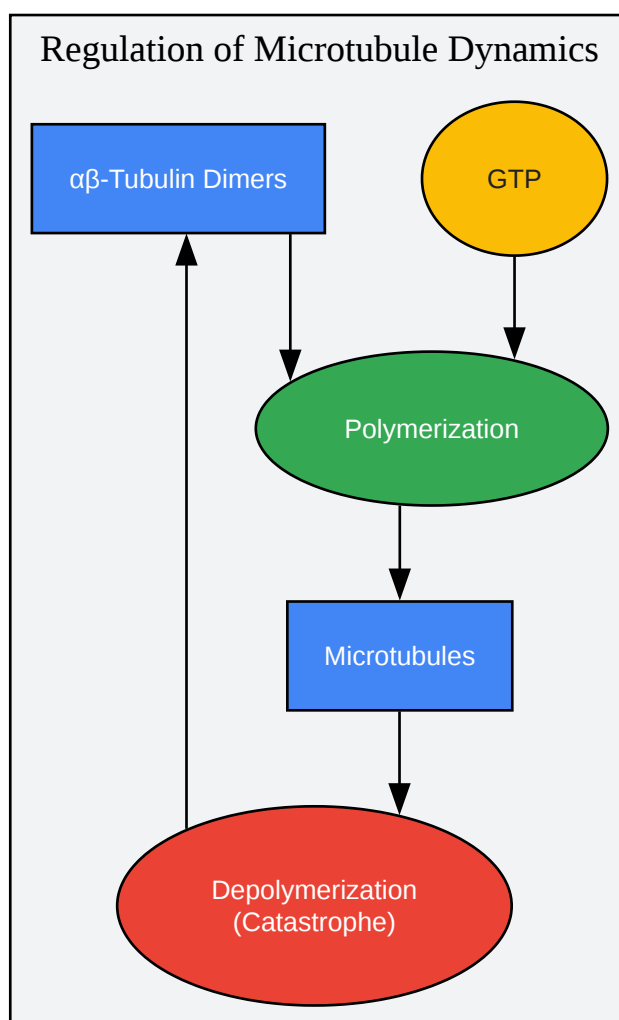 Regulation of Microtubule Dynamics
αβ-Tubulin Dimers
GTP
Polymerization
Microtubules
Depolymerization
(Catastrophe)